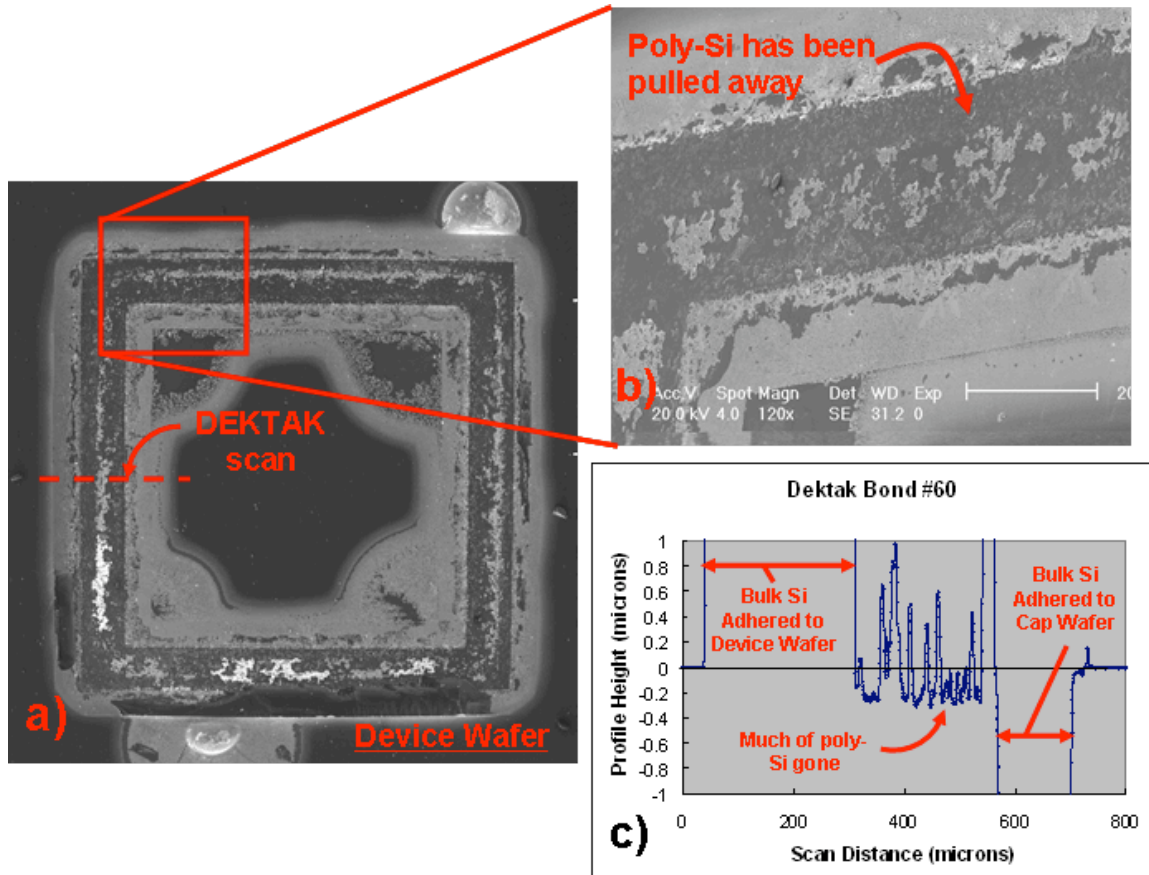 Poly-Si has been
pulled away
b)
Acc.V Spot Magn Det WD Exp
20.0 kV 4.0 120x SE 31.2 0
20
DEKTAK
scan
a)
Device Wafer
Dektak Bond #60
Profile Height (microns)
1
0.8
0.6
0.4
0.2
0
-0.2
-0.4
-0.6
-0.8
-1
Bulk Si
Adhered to
Device Wafer
Bulk Si
Adhered to
Cap Wafer
Much of poly-
Si gone
c)
0 200 400 600 800
Scan Distance (microns)